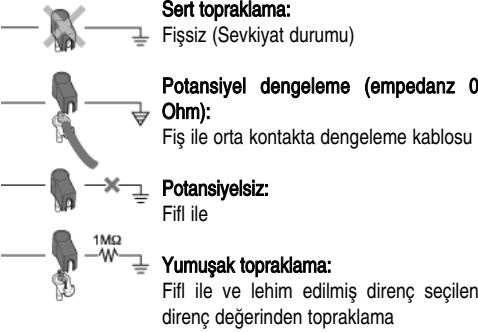 Sert topraklama:
Fişsiz (Sevkiyat durumu)
Potansiyel dengeleme (empedanz 0
Ohm):
Fiş ile orta kontakta dengeleme kablosu
Potansiyelsiz:
Fifl ile
1MΩ
Yumuşak topraklama:
Fifl ile ve lehim edilmiş direnç seçilen
direnç değerinden topraklama